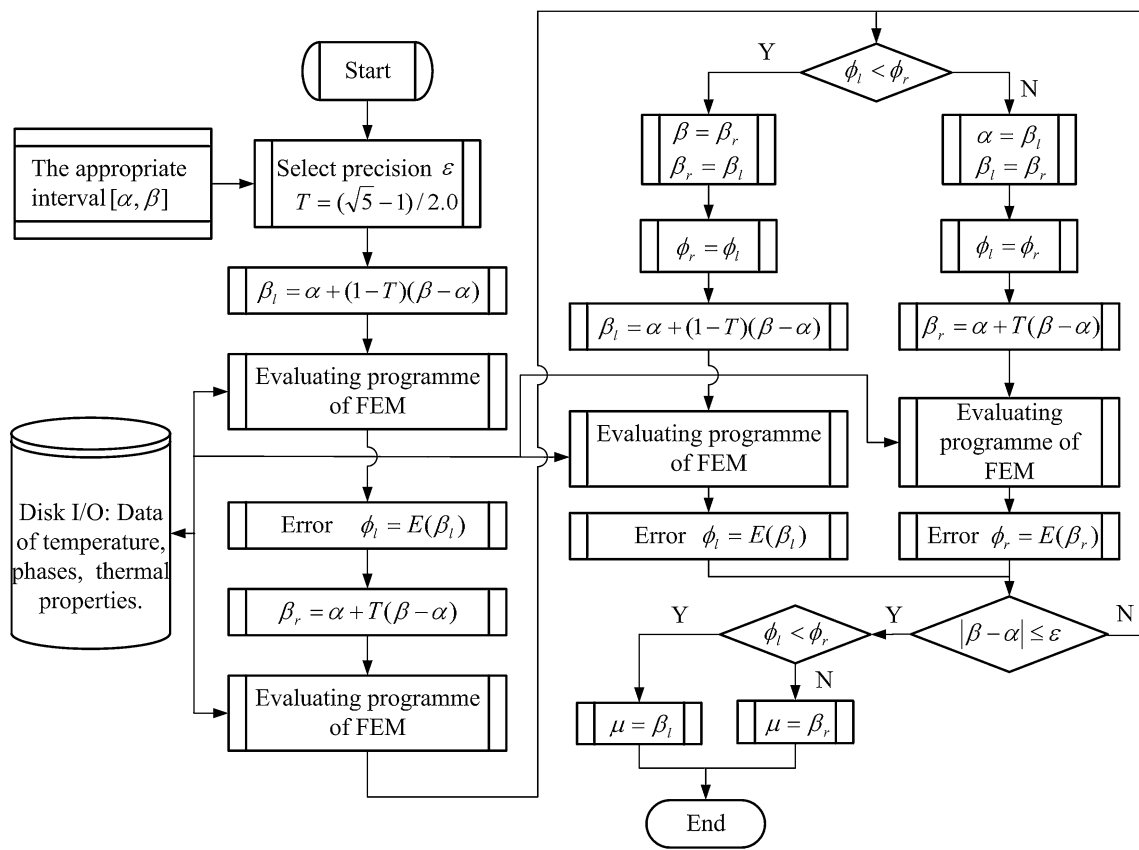 Start
The appropriate
interval [α, β]
Select precision ε
T = (√5 − 1) / 2.0
β_l = α + (1 − T)(β − α)
Evaluating programme
of FEM
Disk I/O: Data
of temperature,
phases, thermal
properties.
Error ϕ_l = E(β_l)
β_r = α + T(β − α)
Evaluating programme
of FEM
Y
ϕ_l < ϕ_r
N
β = β_r
β_r = β_l
ϕ_r = ϕ_l
β_l = α + (1 − T)(β − α)
Evaluating programme
of FEM
Error ϕ_l = E(β_l)
α = β_l
β_l = β_r
ϕ_l = ϕ_r
β_r = α + T(β − α)
Evaluating
programme of
FEM
Error ϕ_r = E(β_r)
|β − α| ≤ ε
N
Y
ϕ_l < ϕ_r
Y
N
μ = β_l
μ = β_r
End